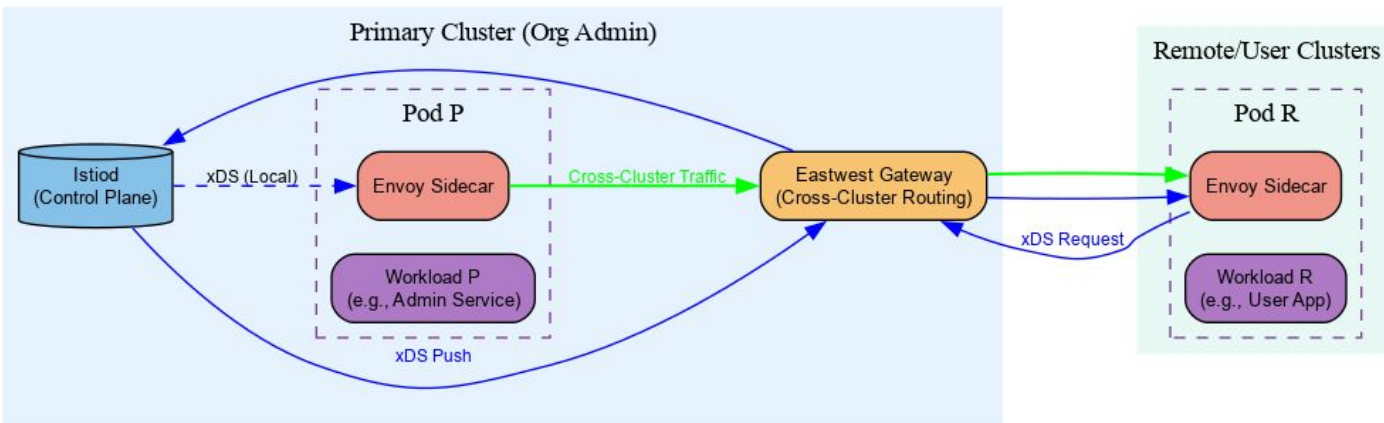 Primary Cluster (Org Admin)
Remote/User Clusters
Pod P
Pod R
Istiod
(Control Plane)
xDS (Local)
Envoy Sidecar
Cross-Cluster Traffic
Eastwest Gateway
(Cross-Cluster Routing)
Envoy Sidecar
xDS Request
Workload P
(e.g., Admin Service)
Workload R
(e.g., User App)
xDS Push